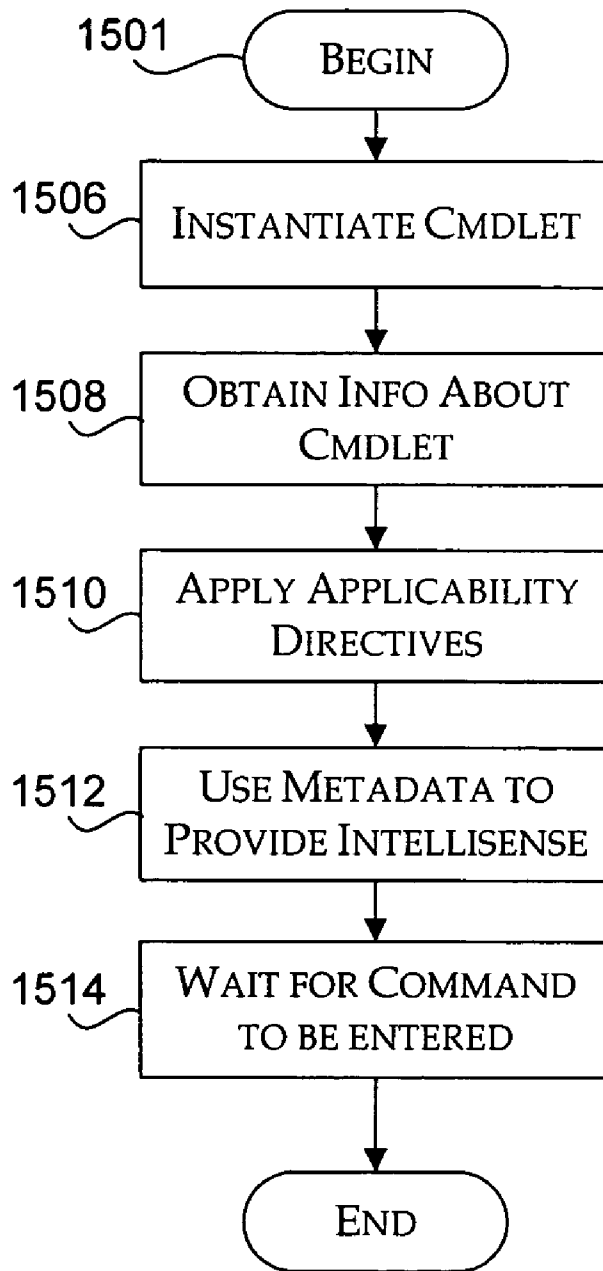 1501
BEGIN
1506
INSTANTIATE CMDLET
1508
OBTAIN INFO ABOUT
CMDLET
1510
APPLY APPLICABILITY
DIRECTIVES
1512
USE METADATA TO
PROVIDE INTELLISENSE
1514
WAIT FOR COMMAND
TO BE ENTERED
END